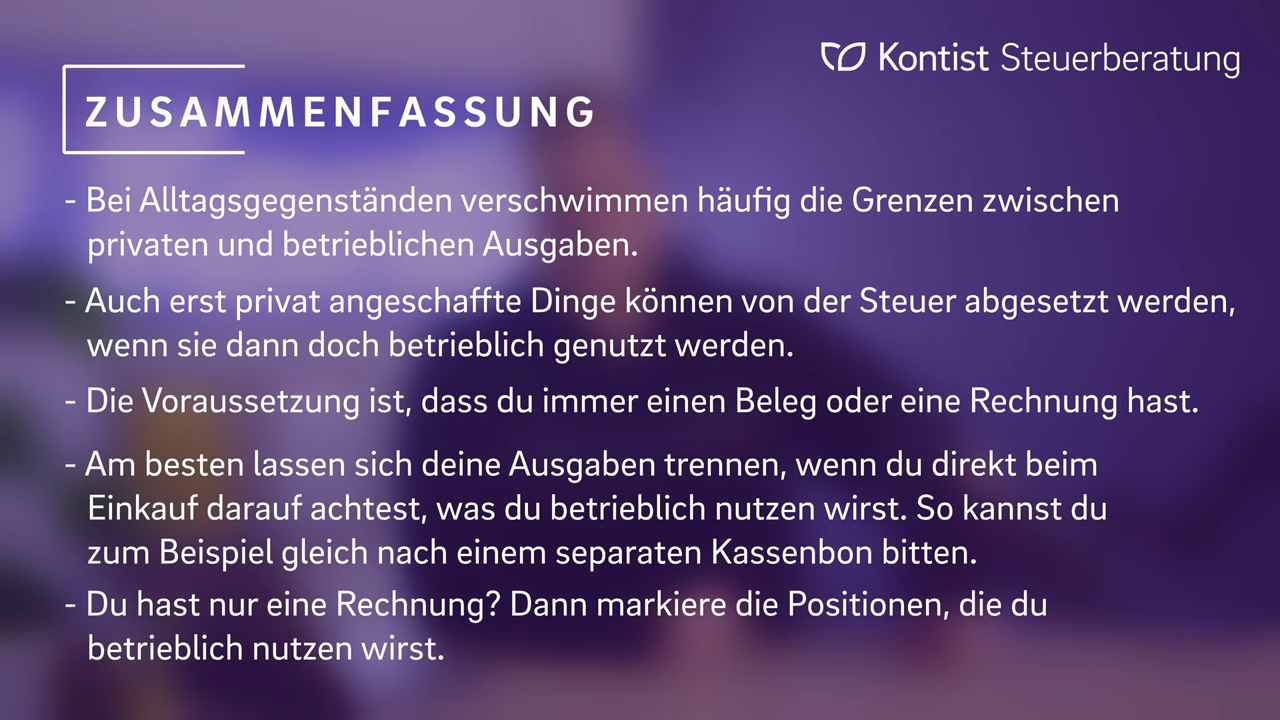 Kontist Steuerberatung
ZUSAMMENFASSUNG
- Bei Alltagsgegenständen verschwimmen häufig die Grenzen zwischen
privaten und betrieblichen Ausgaben.
- Auch erst privat angeschaffte Dinge können von der Steuer abgesetzt werden,
wenn sie dann doch betrieblich genutzt werden.
- Die Voraussetzung ist, dass du immer einen Beleg oder eine Rechnung hast.
- Am besten lassen sich deine Ausgaben trennen, wenn du direkt beim
Einkauf darauf achtest, was du betrieblich nutzen wirst. So kannst du
zum Beispiel gleich nach einem separaten Kassenbon bitten.
- Du hast nur eine Rechnung? Dann markiere die Positionen, die du
betrieblich nutzen wirst.